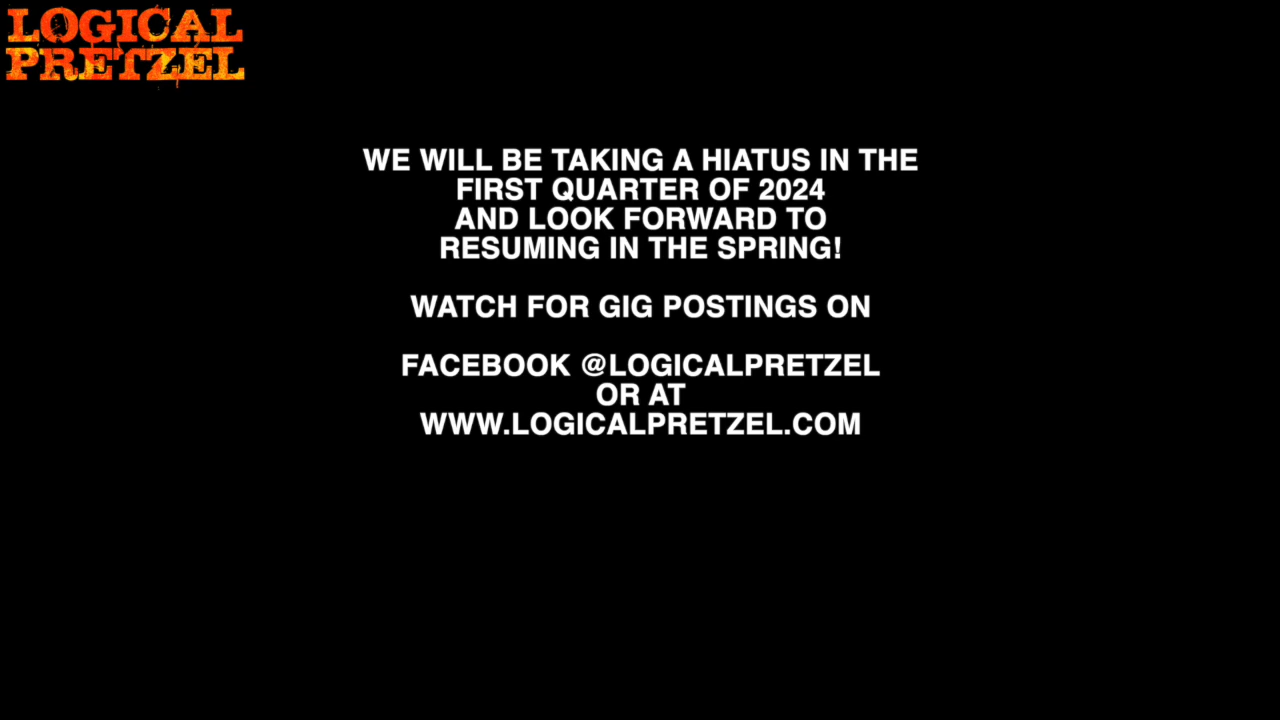 LOGICAL
PRETZEL
WE WILL BE TAKING A HIATUS IN THE
FIRST QUARTER OF 2024
AND LOOK FORWARD TO
RESUMING IN THE SPRING!
WATCH FOR GIG POSTINGS ON
FACEBOOK @LOGICALPRETZEL
OR AT
WWW.LOGICALPRETZEL.COM